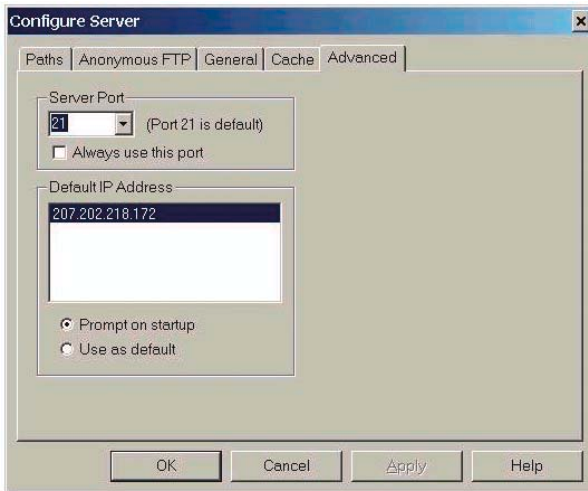 Configure Server
Paths Anonymous FTP General Cache Advanced
Server Port
21 (Port 21 is default)
Always use this port
Default IP Address
207.202.218.172
Prompt on startup
Use as default
OK Cancel Apply Help